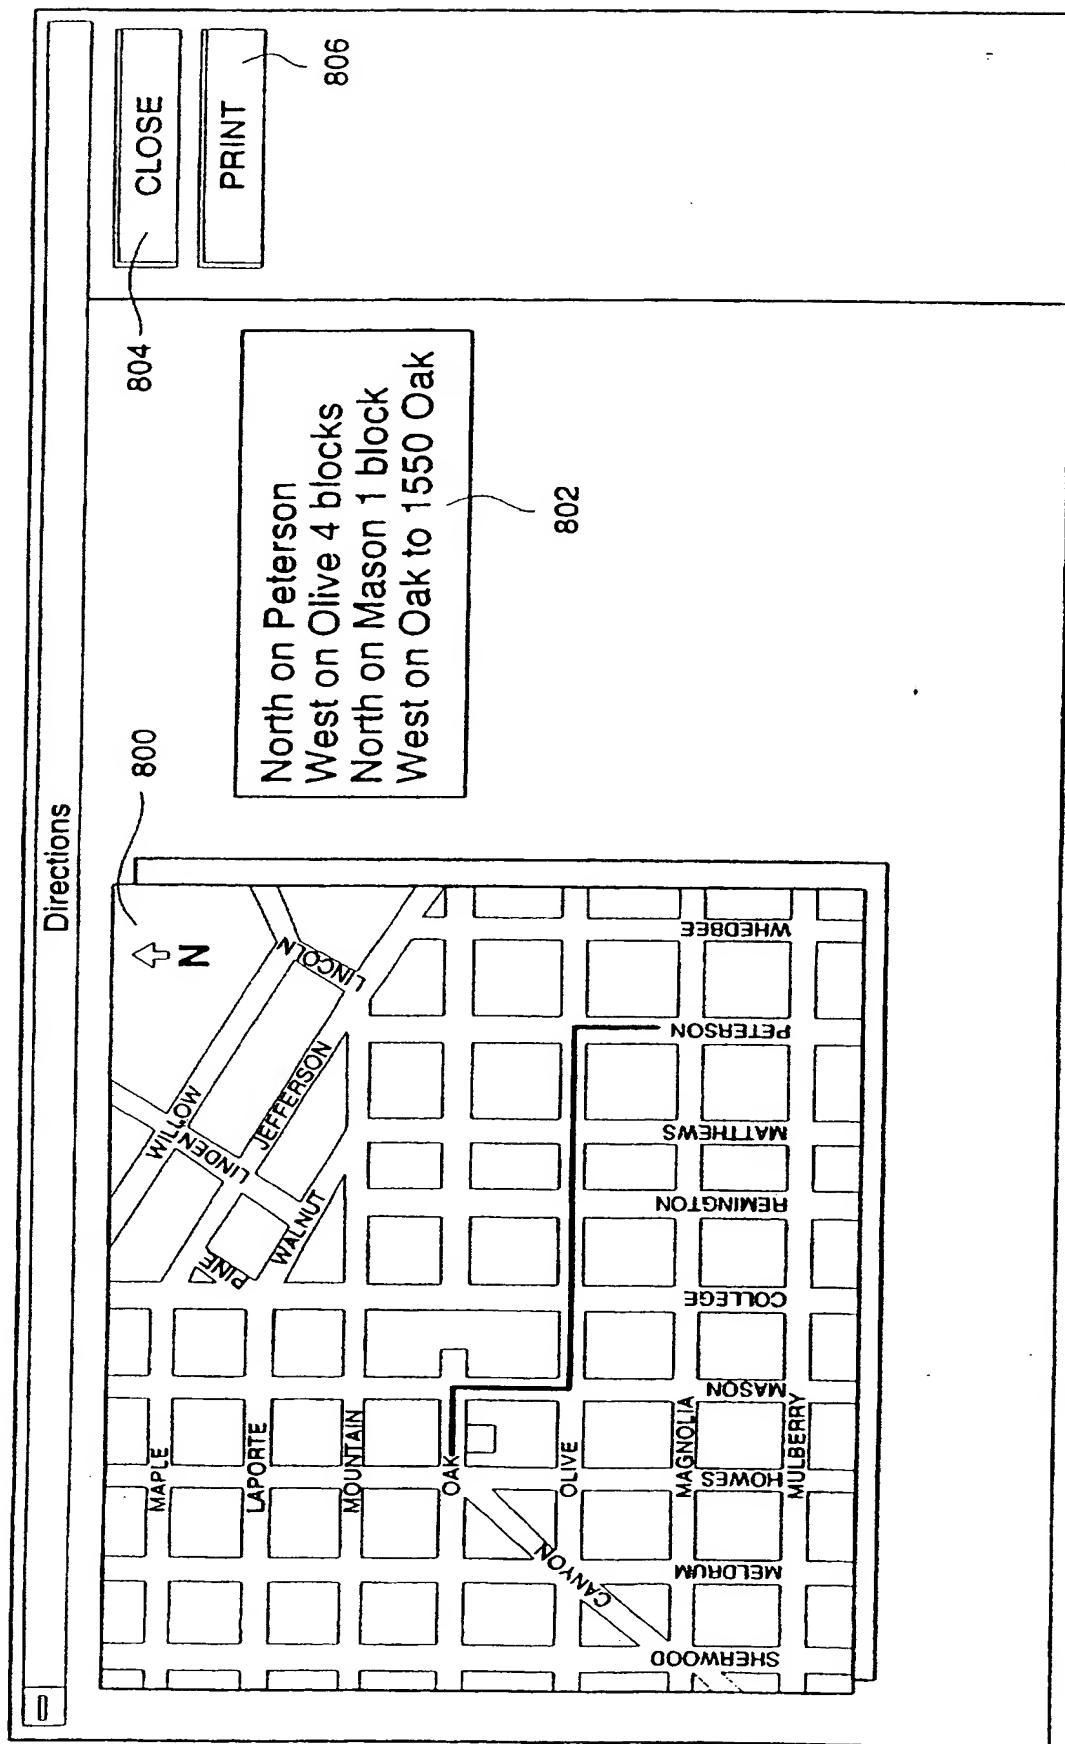 Directions
800
N
WILLOW
LINCOLN
LINDEN
JEFFERSON
PINE
WALNUT
MAPLE
LAPORTE
MOUNTAIN
OAK
OLIVE
MAGNOLIA
MULBERRY
CANYON
SHERWOOD
MELDRUM
HOWES
MASON
COLLEGE
REMINGTON
MATTHEWS
PETERSON
WHEDBEE
North on Peterson
West on Olive 4 blocks
North on Mason 1 block
West on Oak to 1550 Oak
802
804
CLOSE
PRINT
806